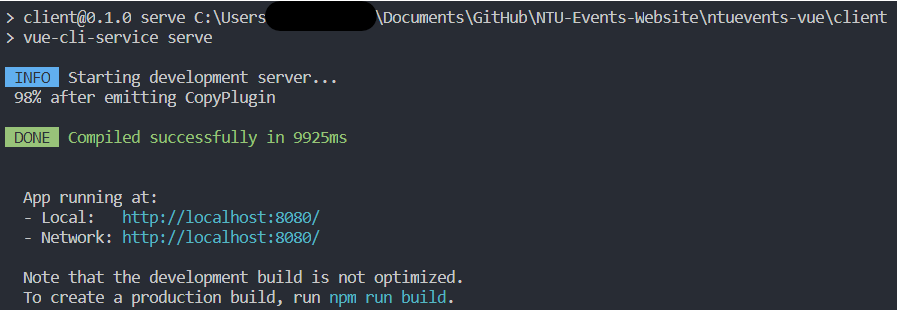 > client@0.1.0 serve C:\Users\Documents\GitHub\NTU-Events-Website\ntuevents-vue\client
> vue-cli-service serve
INFO Starting development server...
98% after emitting CopyPlugin
DONE Compiled successfully in 9925ms
App running at:
- Local: http://localhost:8080/
- Network: http://localhost:8080/
Note that the development build is not optimized.
To create a production build, run npm run build.